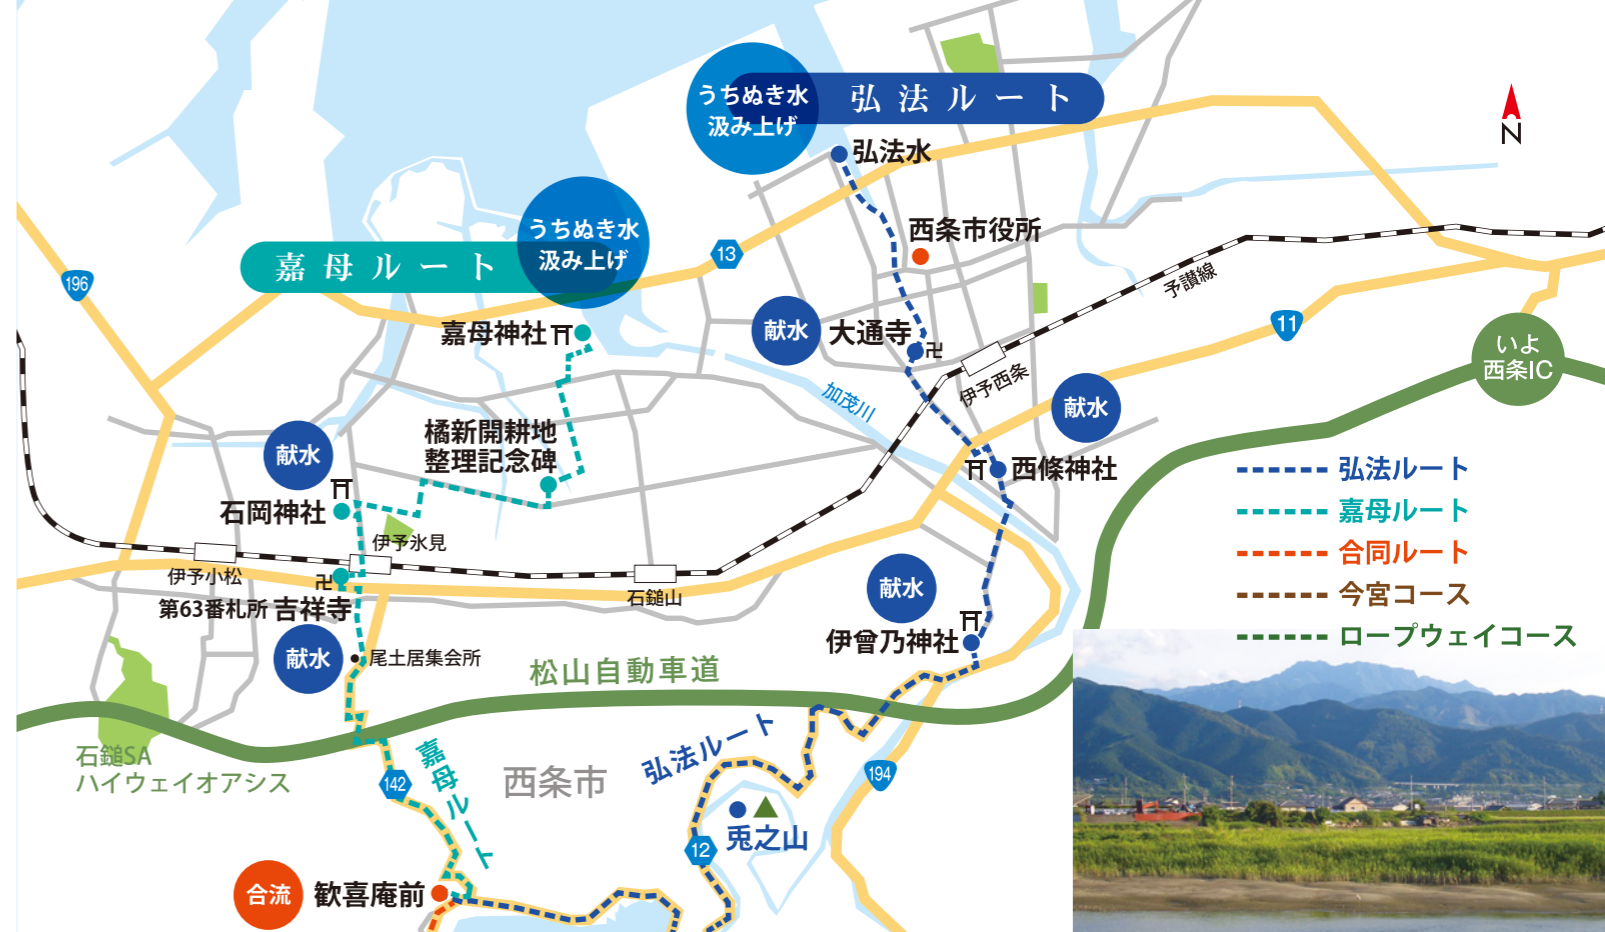 うちぬき水
汲み上げ
弘法ルート
弘法水
N
西条市役所
うちぬき水
汲み上げ
嘉母ルート
13
196
予讃線
11
嘉母神社
献水
大通寺
伊予西条
いよ
西条IC
加茂川
献水
橘新開耕地
整理記念碑
献水
西條神社
石岡神社
弘法ルート
嘉母ルート
合同ルート
今宮コース
ロープウェイコース
伊予氷見
伊予小松
石鎚山
第63番札所 吉祥寺
献水
伊曾乃神社
献水
尾土居集会所
松山自動車道
石鎚SA
ハイウェイオアシス
嘉母ルート
142
西条市
弘法ルート
194
兎之山
12
合流
歓喜庵前